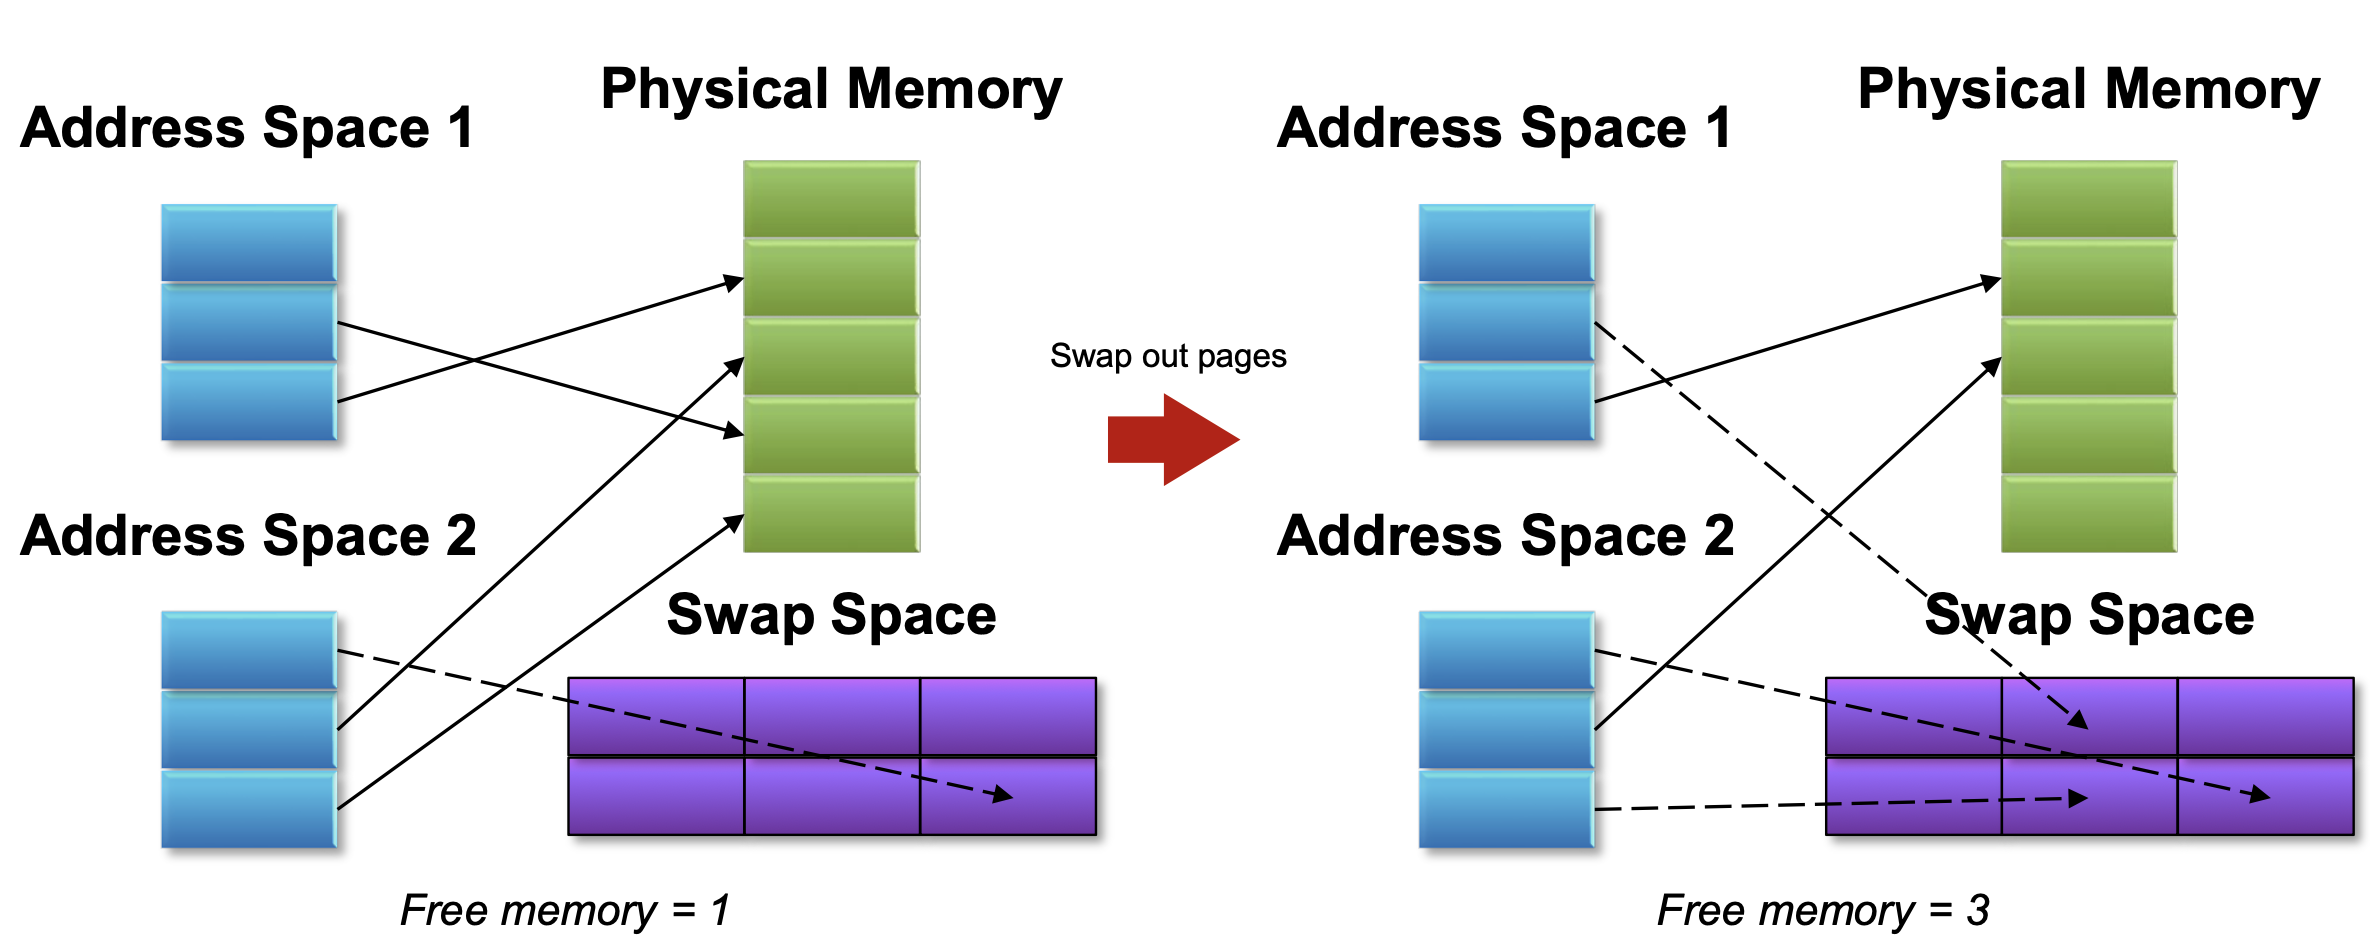 Address Space 1
Physical Memory
Address Space 2
Swap Space
Free memory = 1
Swap out pages
Address Space 1
Physical Memory
Address Space 2
Swap Space
Free memory = 3